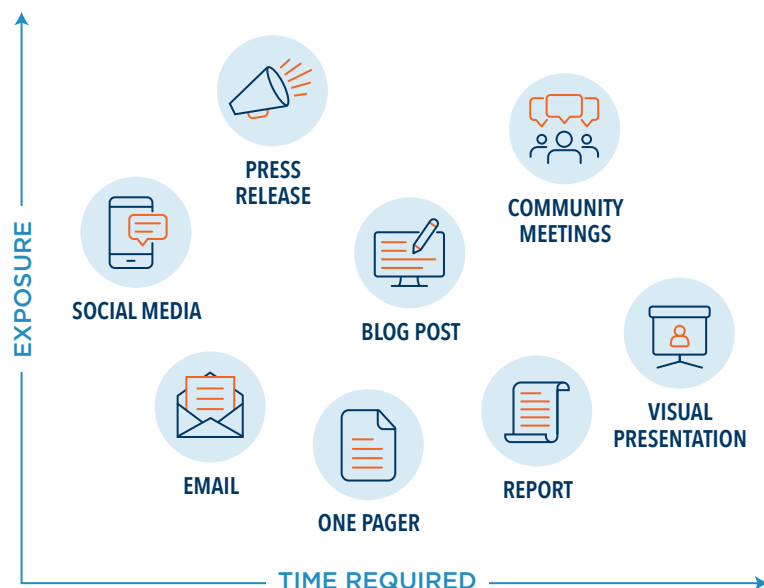 PRESS
RELEASE
COMMUNITY
MEETINGS
SOCIAL MEDIA
BLOG POST
EXPOSURE
VISUAL
PRESENTATION
EMAIL
REPORT
ONE PAGER
TIME REQUIRED